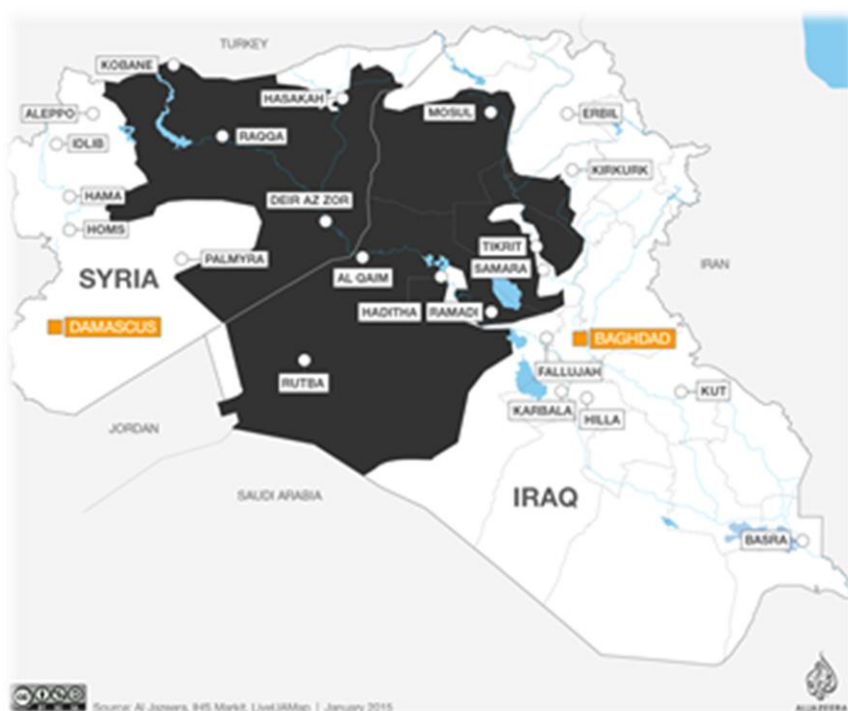 TURKEY
KOBANE
HASAKAH
ALEPPO
MOSUL
ERBIL
RAQQA
IDLIB
KIRKURK
HAMA
DEIR AZ ZOR
HOMS
TIKRIT
PALMYRA
SAMARA
IRAN
SYRIA
AL QAIM
HADITHA
RAMADI
DAMASCUS
BAGHDAD
FALLUJAH
RUTBA
KUT
KARBALA
HILLA
JORDAN
SAUDI ARABIA
IRAQ
BASRA
Source: Al Jazeera, IHS Markit, LiveUAMap | January 2015
ALJAZEERA